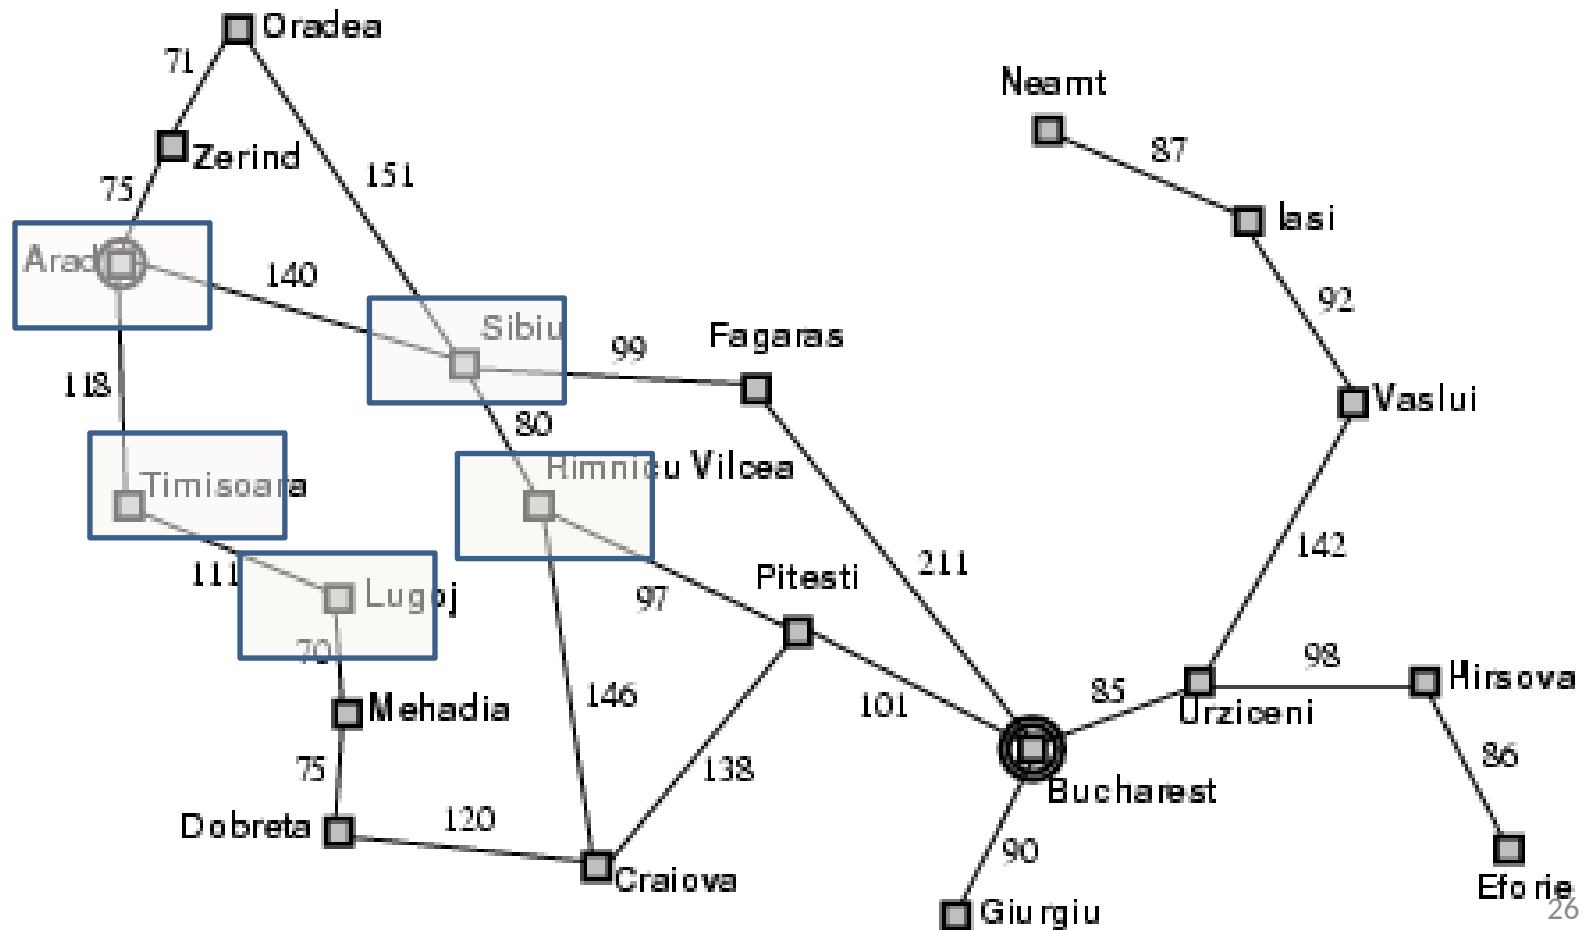 Oradea
71
Neamt
87
Zerind
151
75
Iasi
Arad
140
92
Sibiu
Fagaras
99
118
Vaslui
80
Rimnicu Vilcea
Timisoara
142
211
111
Lugoj
97
Pitesti
70
98
Hirsova
85
146
101
Mehadia
Urziceni
75
138
86
Bucharest
Dobreta
120
90
Craiova
Eforie
Giurgiu
26